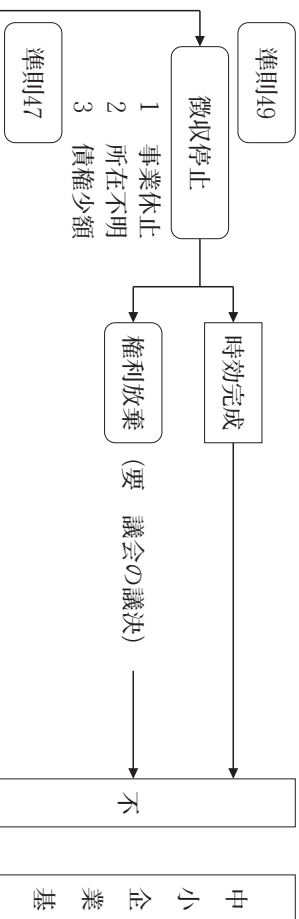 準則49
徴収停止
1 事業休止
2 所在不明
3 債権少額
準則47
時効完成
権利放棄
(要 議会の議決)
不
中小企業基